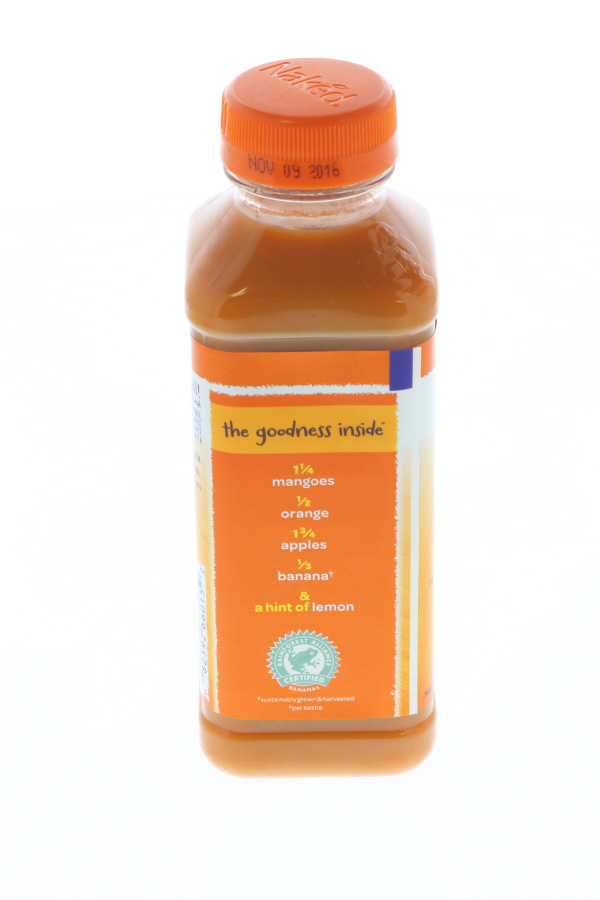 Naked
NOV 09 2016
the goodness inside™
1¼
mangoes
½
orange
1¾
apples
⅓
banana†
&
a hint of lemon
RAINFOREST ALLIANCE
CERTIFIED
BANANAS
†sustainably grown & harvested
*per bottle